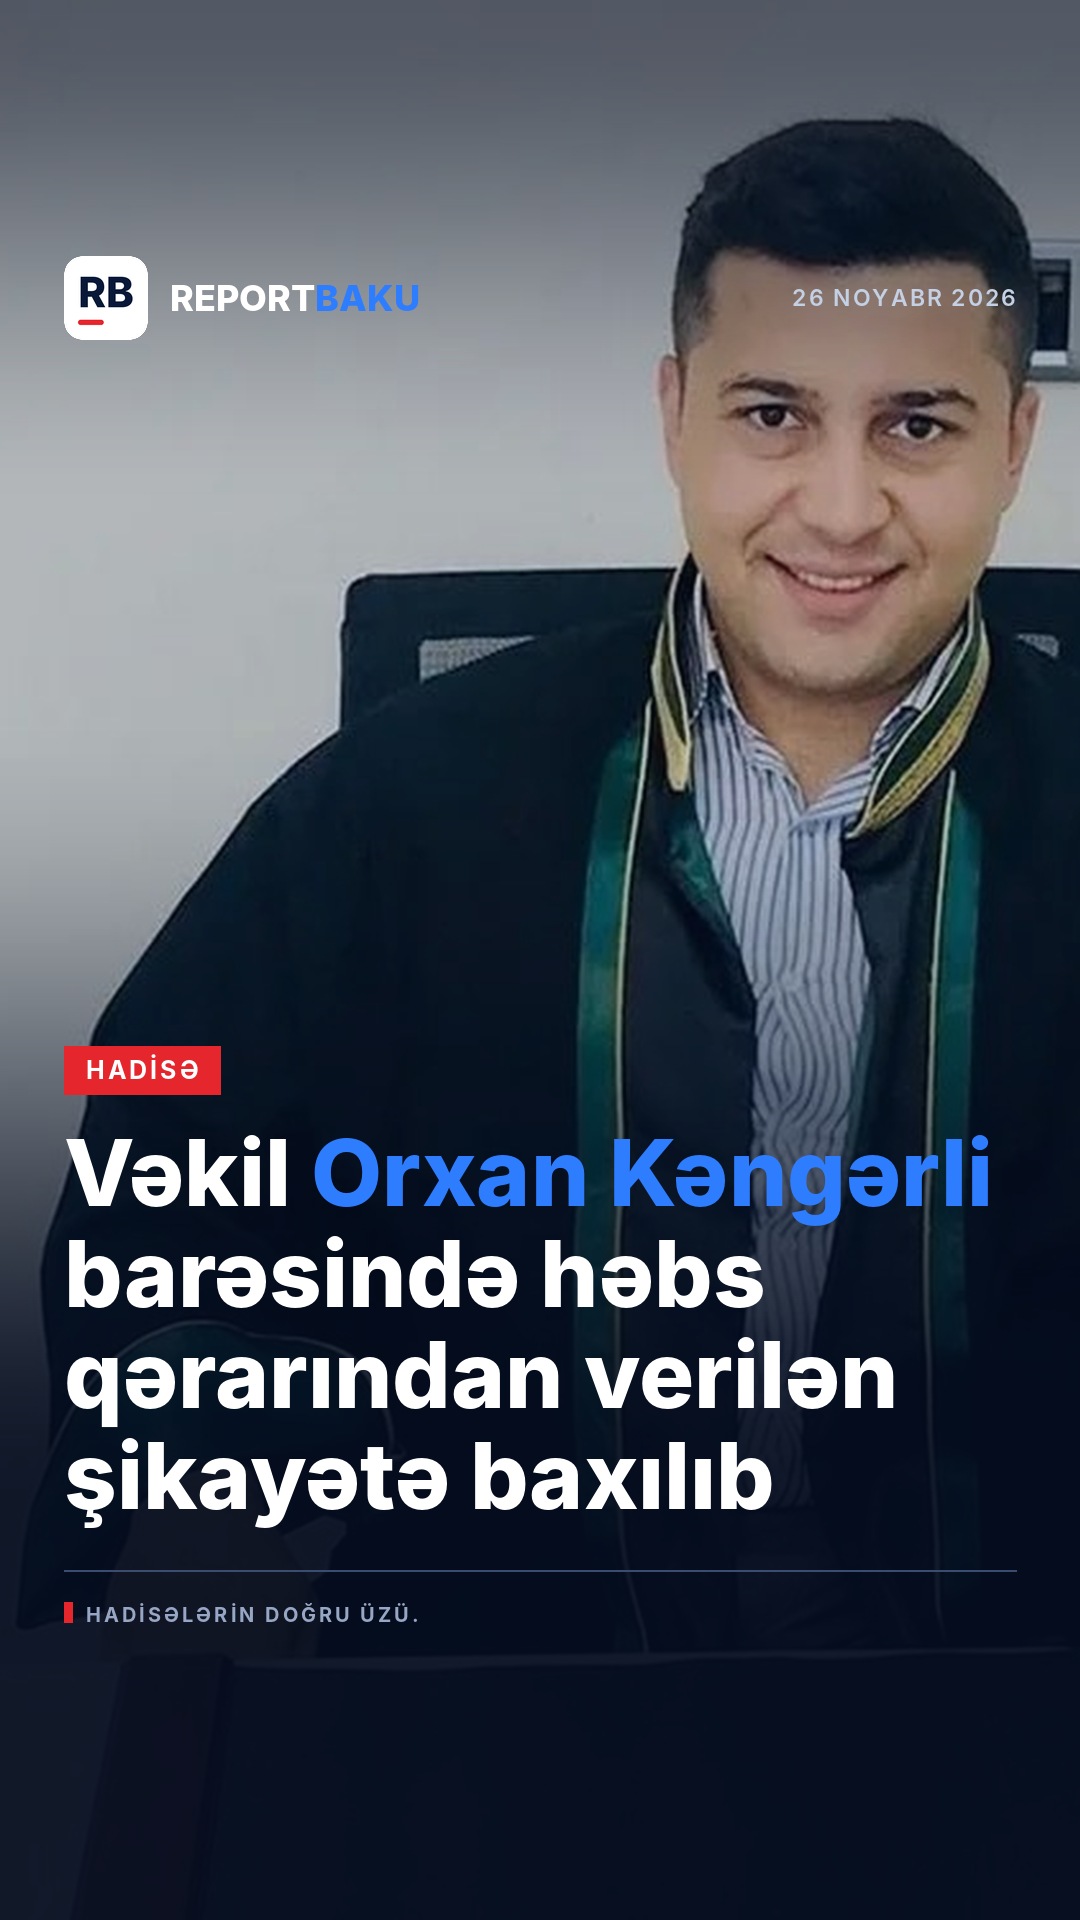 RB
REPORTBAKU
26 NOYABR 2026
HADİSƏ
Vəkil Orxan Kəngərli
barəsində həbs
qərarından verilən
şikayətə baxılıb
HADİSƏLƏRİN DOĞRU ÜZÜ.